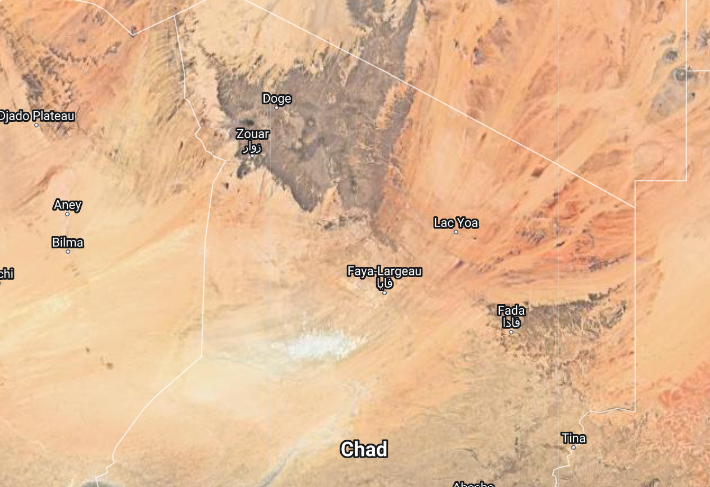 Doge
Djado Plateau
Zouar
زوار
Aney
Lac Yoa
Bilma
Faya-Largeau
فايا
Fada
فادا
Tina
Chad